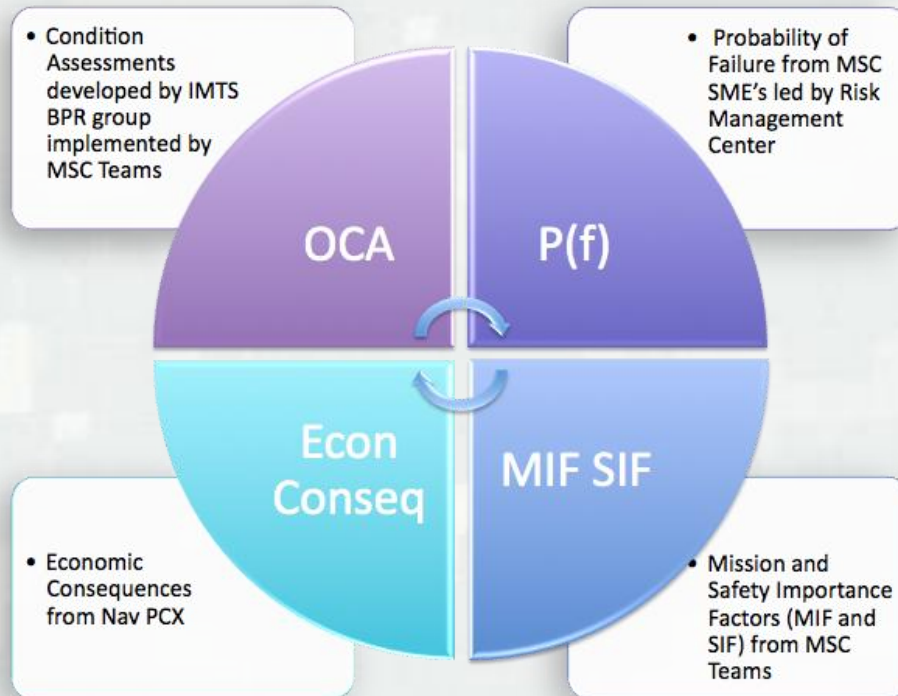 • Condition
Assessments
developed by IMTS
BPR group
implemented by
MSC Teams
• Probability of
Failure from MSC
SME's led by Risk
Management
Center
OCA
P(f)
Econ
Conseq
MIF SIF
• Economic
Consequences
from Nav PCX
• Mission and
Safety Importance
Factors (MIF and
SIF) from MSC
Teams